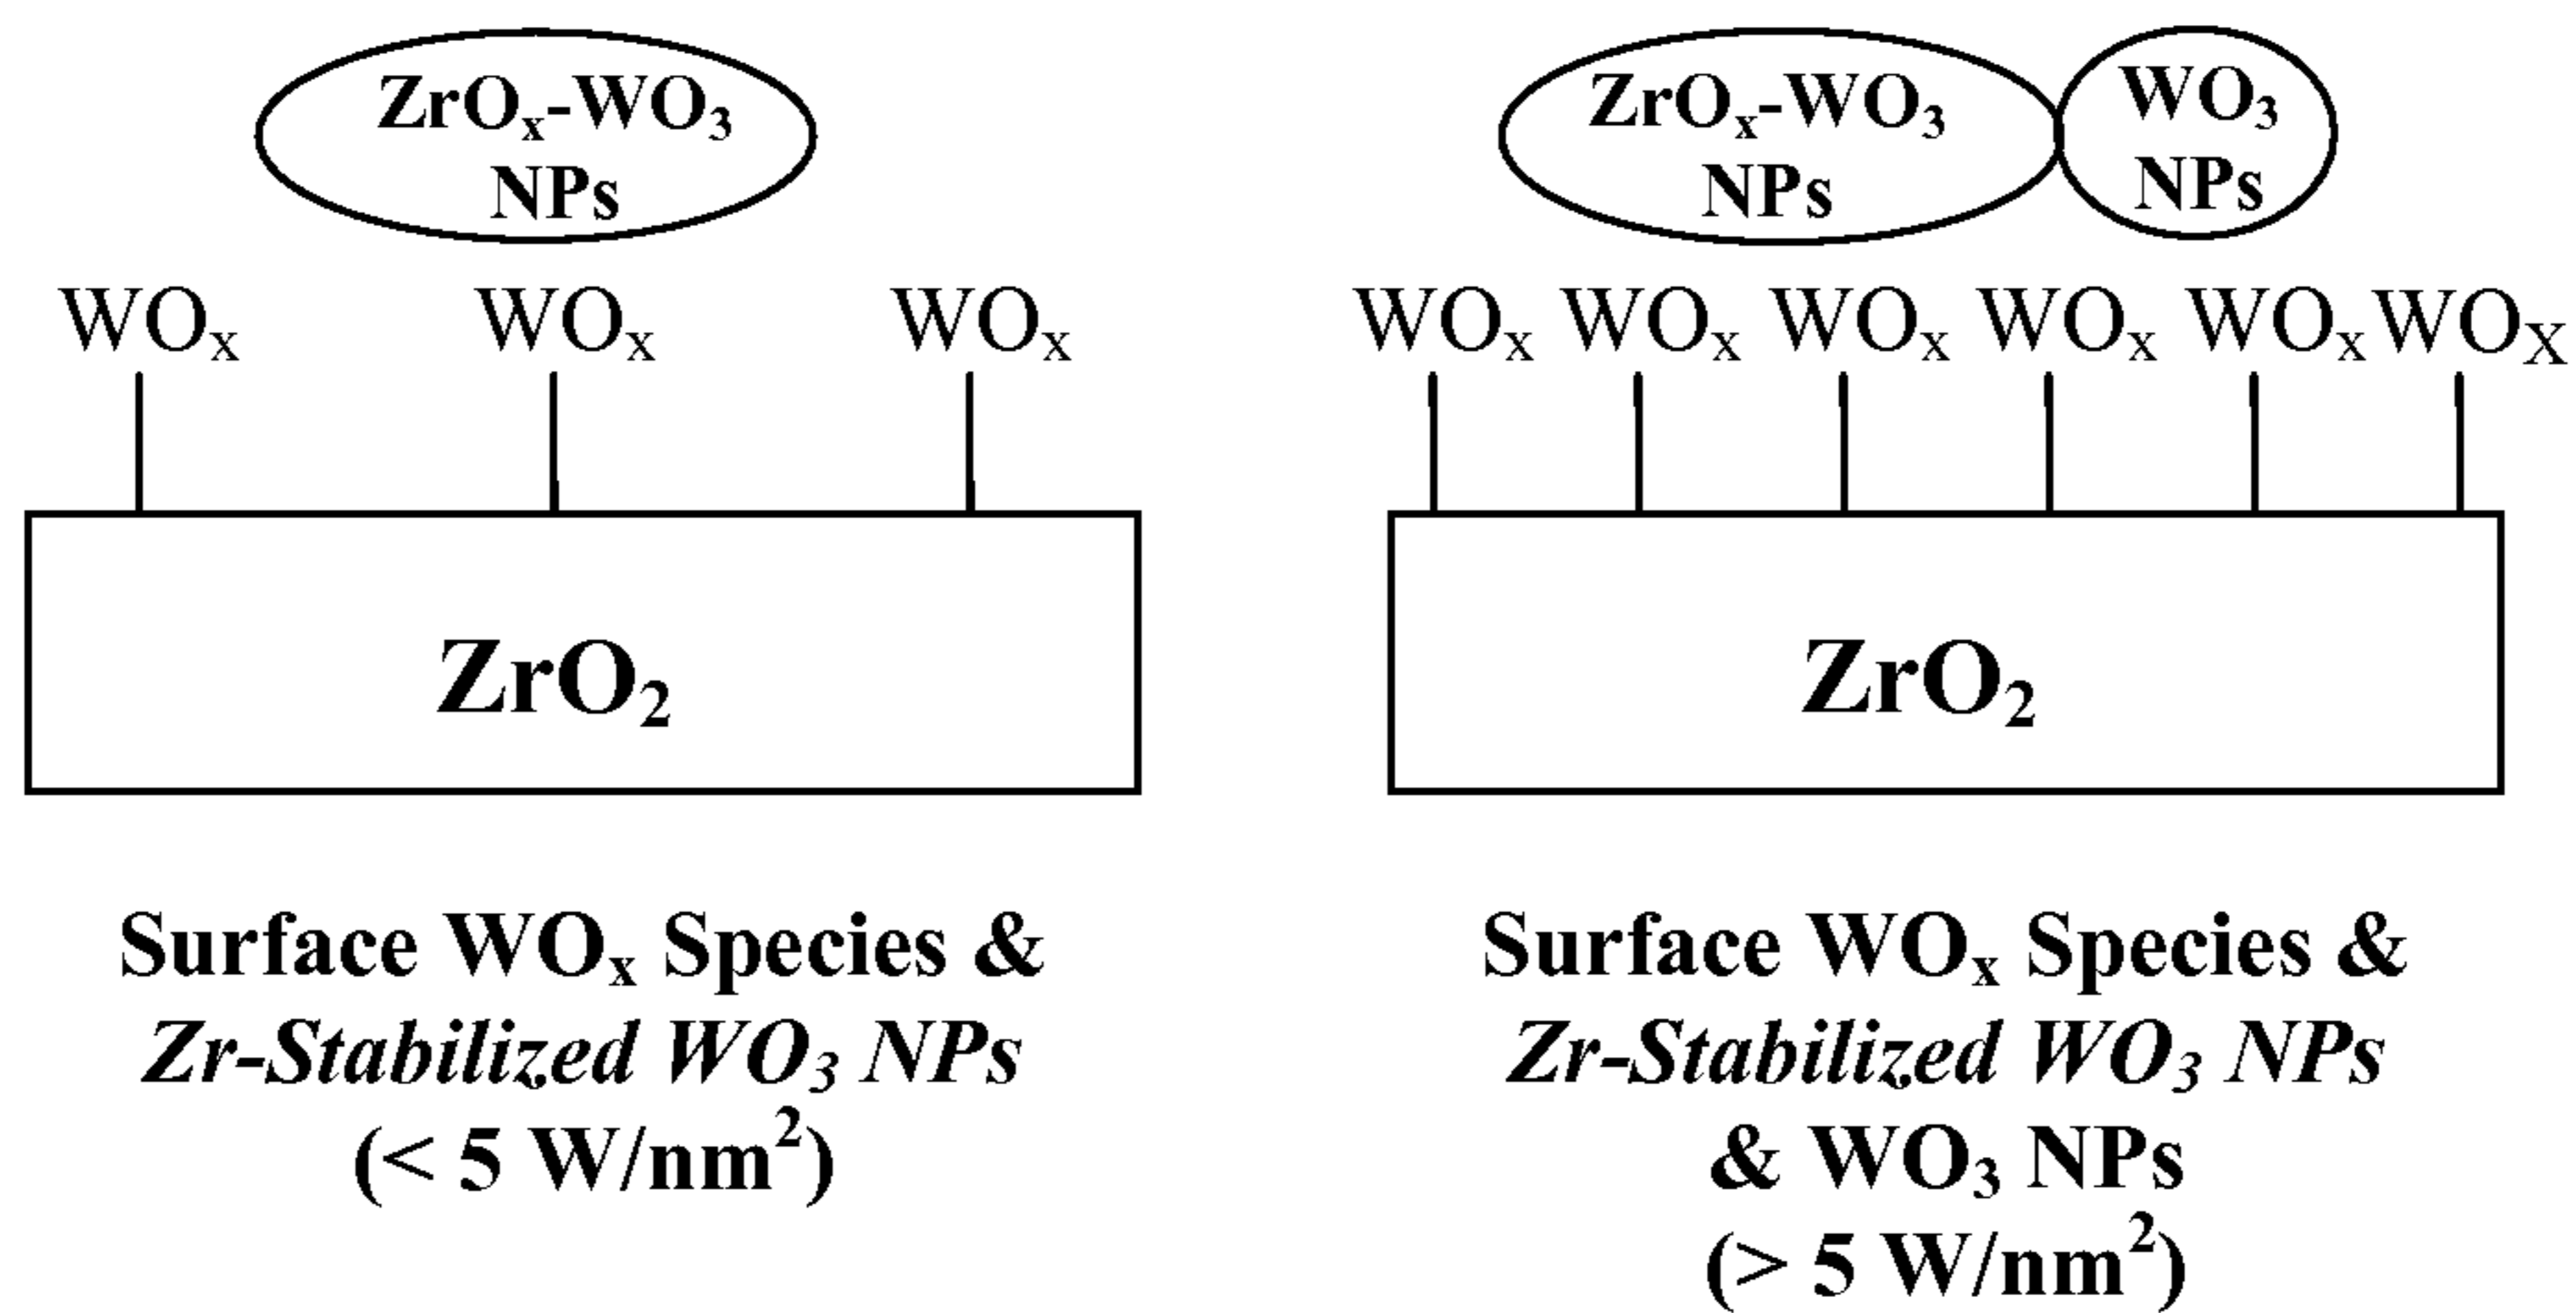 ZrOₓ-WO₃
NPs
WOₓ WOₓ WOₓ
ZrO₂
Surface WOₓ Species &
Zr-Stabilized WO₃ NPs
(< 5 W/nm²)
ZrOₓ-WO₃
NPs
WO₃
NPs
WOₓ WOₓ WOₓ WOₓ WOₓ WO_X
ZrO₂
Surface WOₓ Species &
Zr-Stabilized WO₃ NPs
& WO₃ NPs
(> 5 W/nm²)